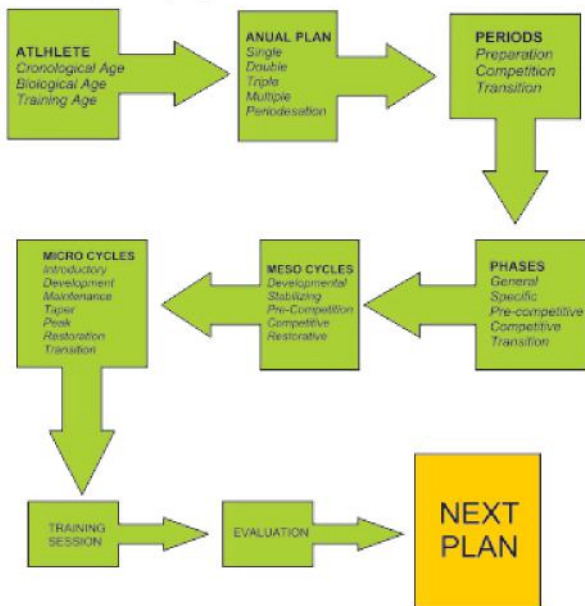 ATLHLETE
Cronological Age
Biological Age
Training Age
ANUAL PLAN
Single
Double
Triple
Multiple
Periodesation
PERIODS
Preparation
Competition
Transition
PHASES
General
Specific
Pre-competitive
Competitive
Transition
MESO CYCLES
Developmental
Stabilizing
Pre-Competition
Competitive
Restorative
MICRO CYCLES
Introductory
Development
Maintenance
Taper
Peak
Restoration
Transition
TRAINING
SESSION
EVALUATION
NEXT
PLAN